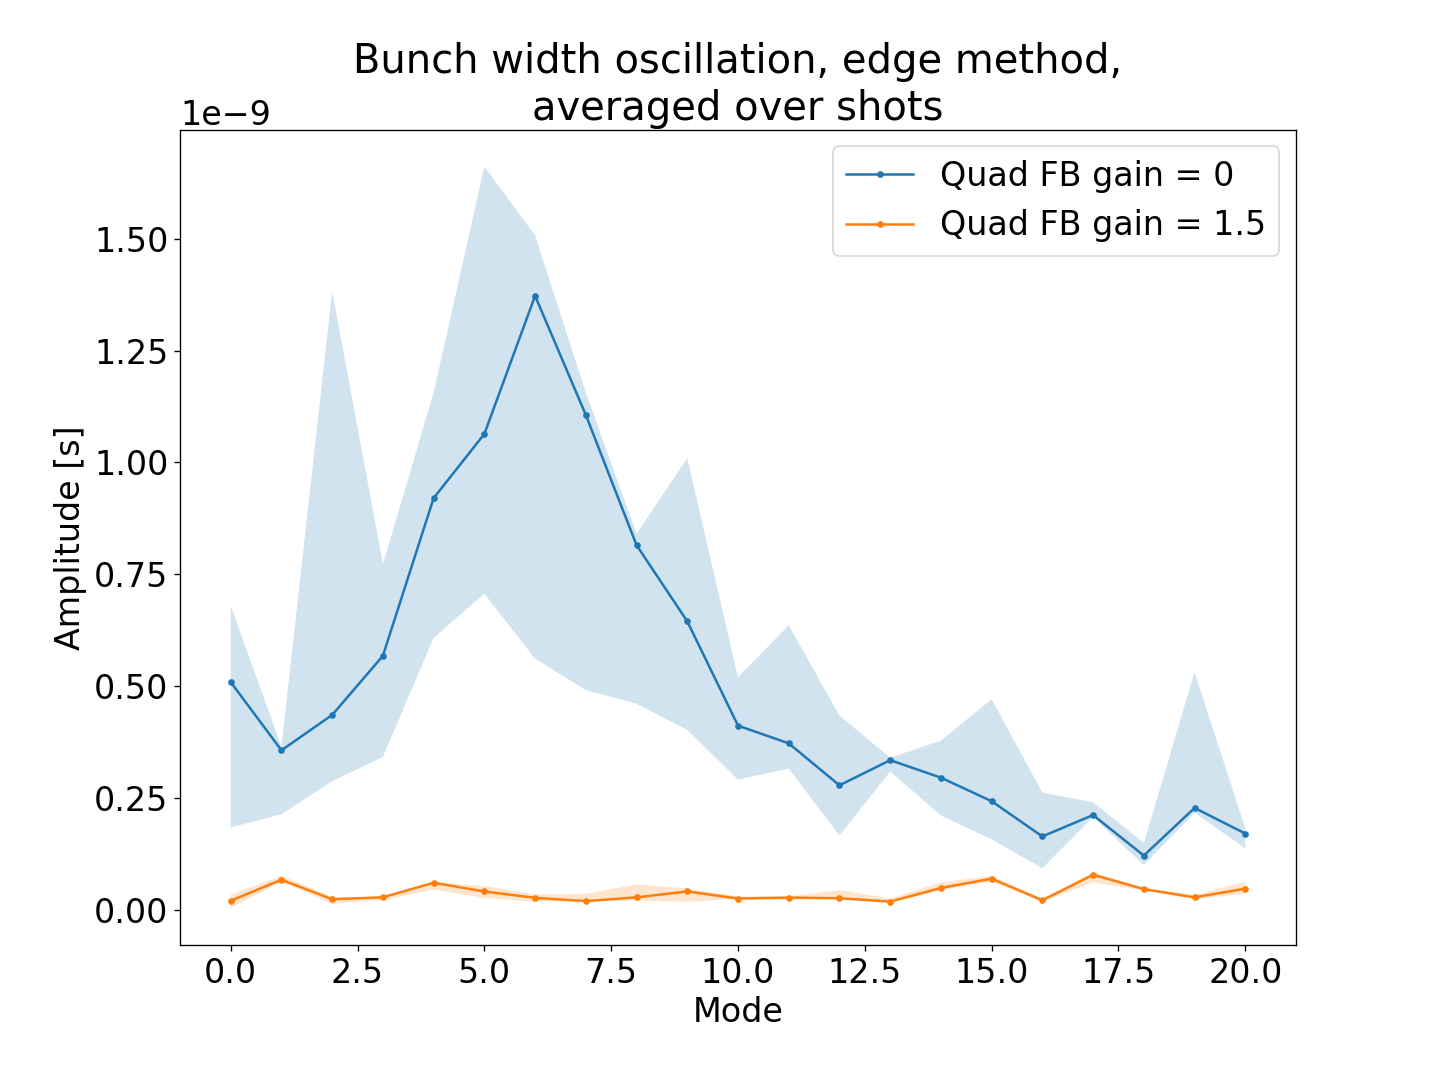 Bunch width oscillation, edge method,
averaged over shots
1e−9
Quad FB gain = 0
Quad FB gain = 1.5
1.50
1.25
1.00
0.75
0.50
0.25
0.00
Amplitude [s]
0.0 2.5 5.0 7.5 10.0 12.5 15.0 17.5 20.0
Mode